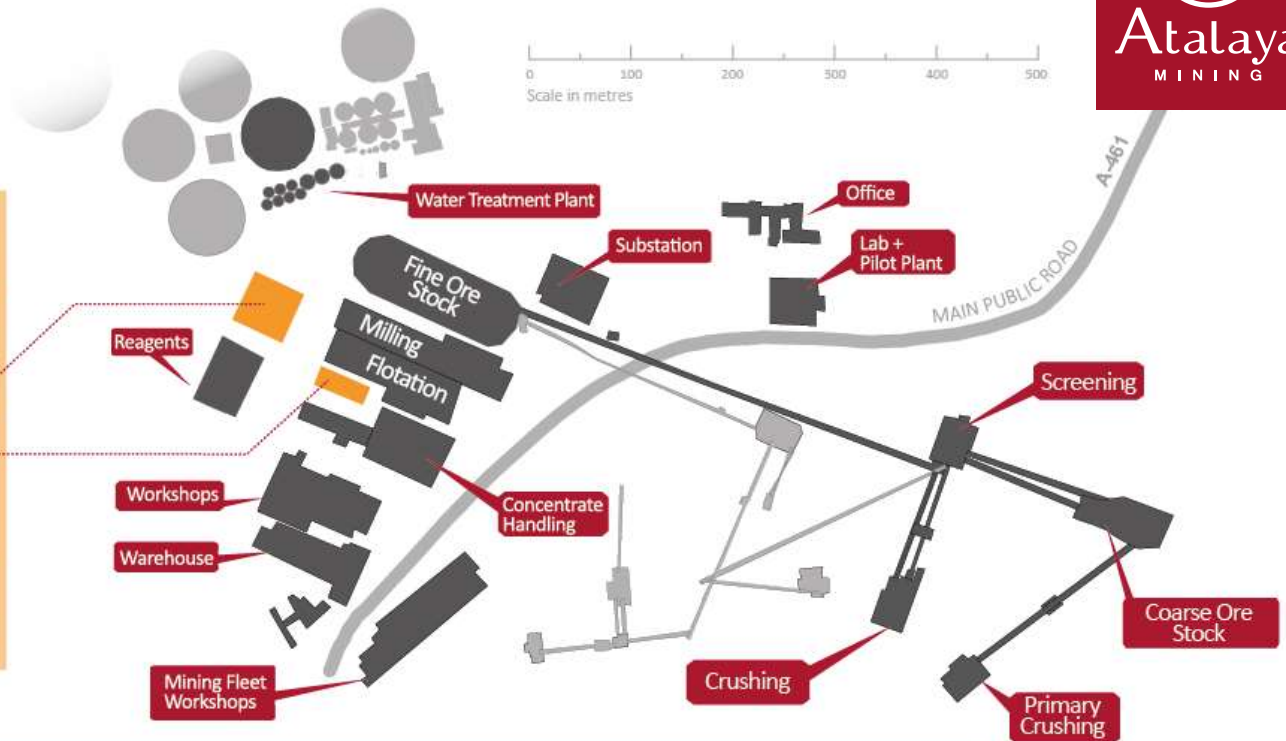 Atalaya
MINING
0 100 200 300 400 500
Scale in metres
A-461
MAIN PUBLIC ROAD
Water Treatment Plant
Office
Substation
Lab +
Pilot Plant
Fine Ore
Stock
Milling
Flotation
Reagents
Screening
Workshops
Concentrate
Handling
Warehouse
Coarse Ore
Stock
Mining Fleet
Workshops
Crushing
Primary
Crushing